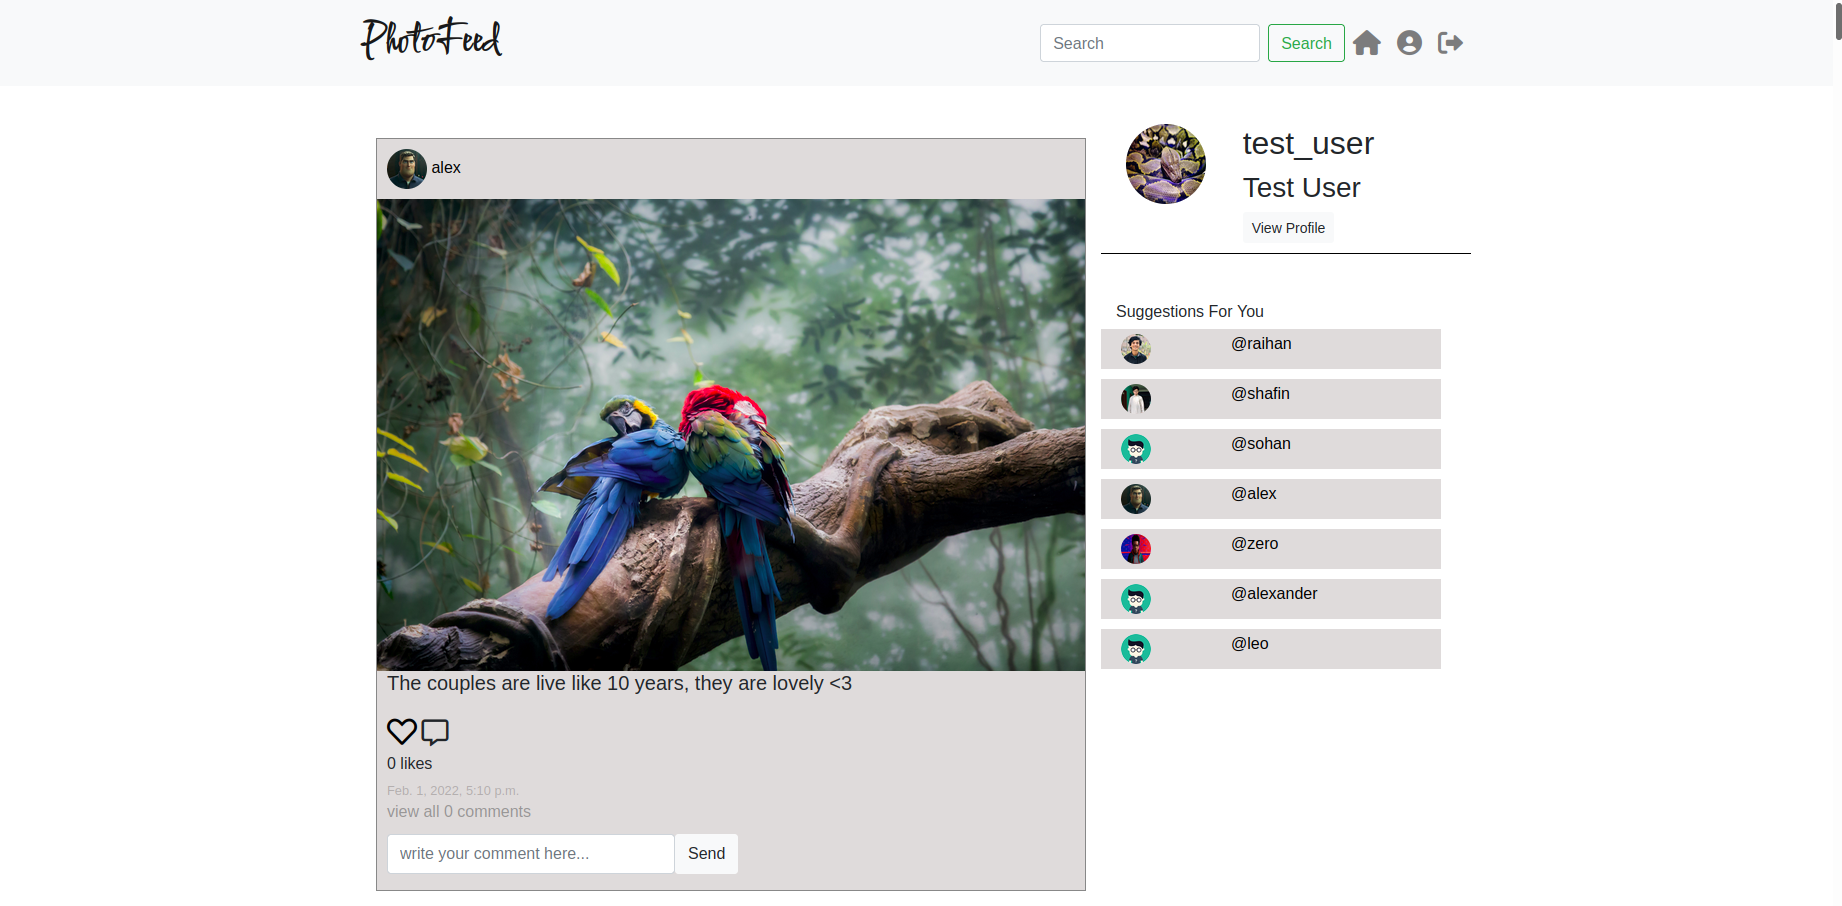 PhotoFeed
Search
Search
alex
The couples are live like 10 years, they are lovely <3
0 likes
Feb. 1, 2022, 5:10 p.m.
view all 0 comments
write your comment here...
Send
test_user
Test User
View Profile
Suggestions For You
@raihan
@shafin
@sohan
@alex
@zero
@alexander
@leo